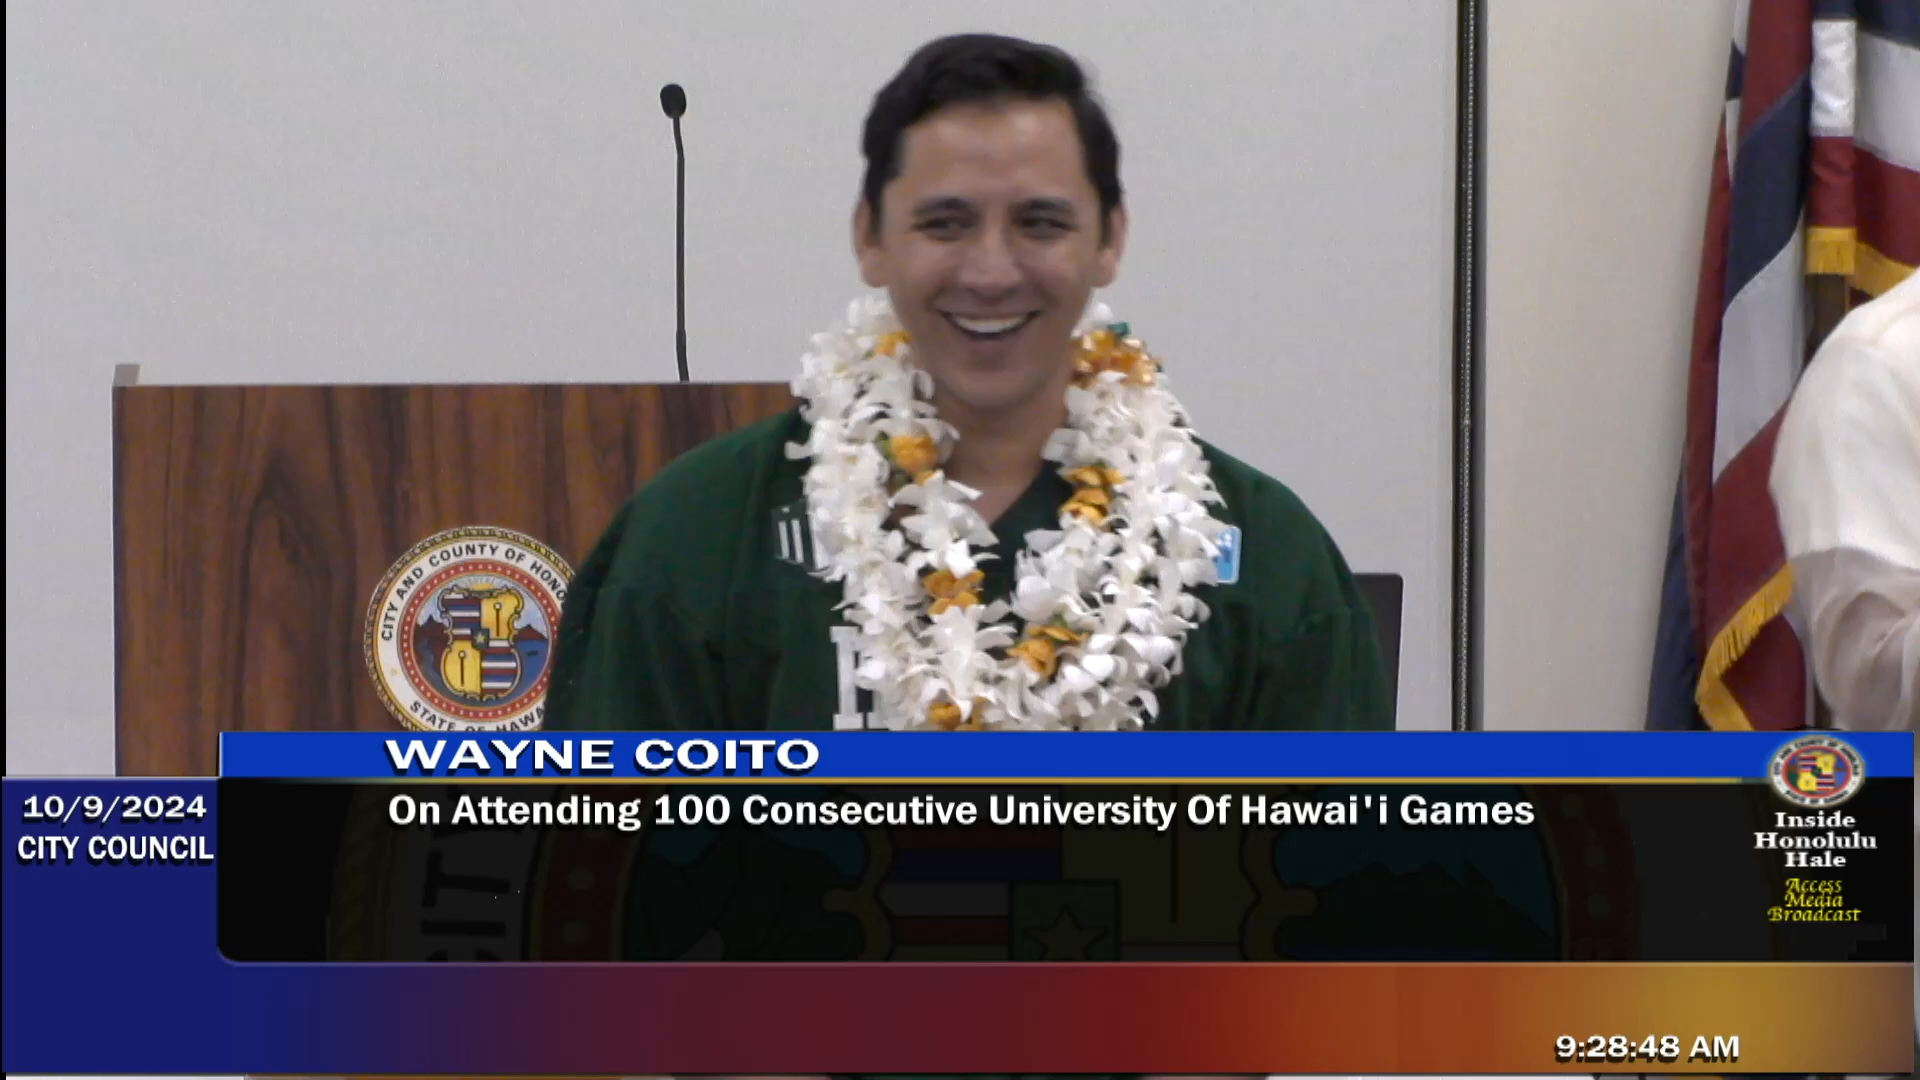 CITY AND COUNTY OF HONO
STATE OF HAWA
WAYNE COITO
10/9/2024
CITY COUNCIL
On Attending 100 Consecutive University Of Hawai'i Games
Inside
Honolulu
Hale
Access
Media
Broadcast
CITY
9:28:48 AM